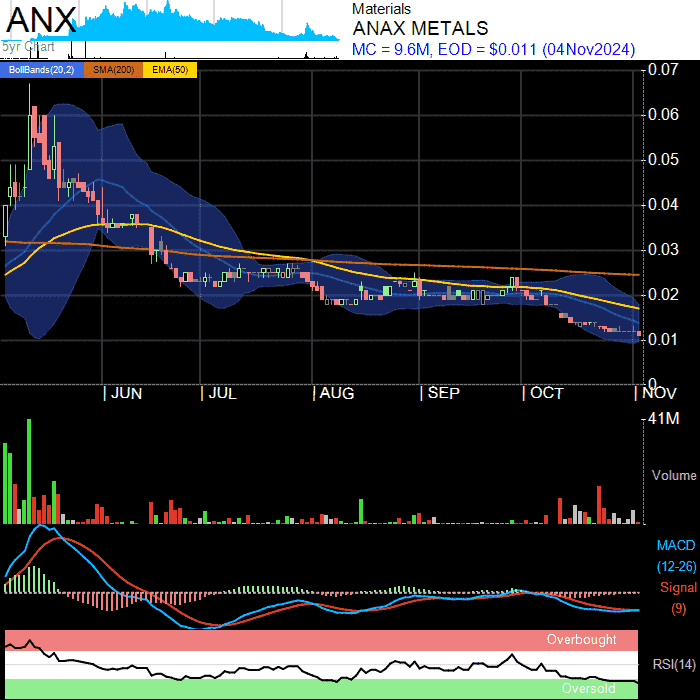 ANX
5yr Chart
Materials
ANAX METALS
MC = 9.6M, EOD = $0.011 (04Nov2024)
BollBands(20,2) SMA(200) EMA(50)
0.07
0.06
0.05
0.04
0.03
0.02
0.01
0
JUN JUL AUG SEP OCT NOV
41M
Volume
MACD
(12-26)
Signal
(9)
Overbought
RSI(14)
Oversold